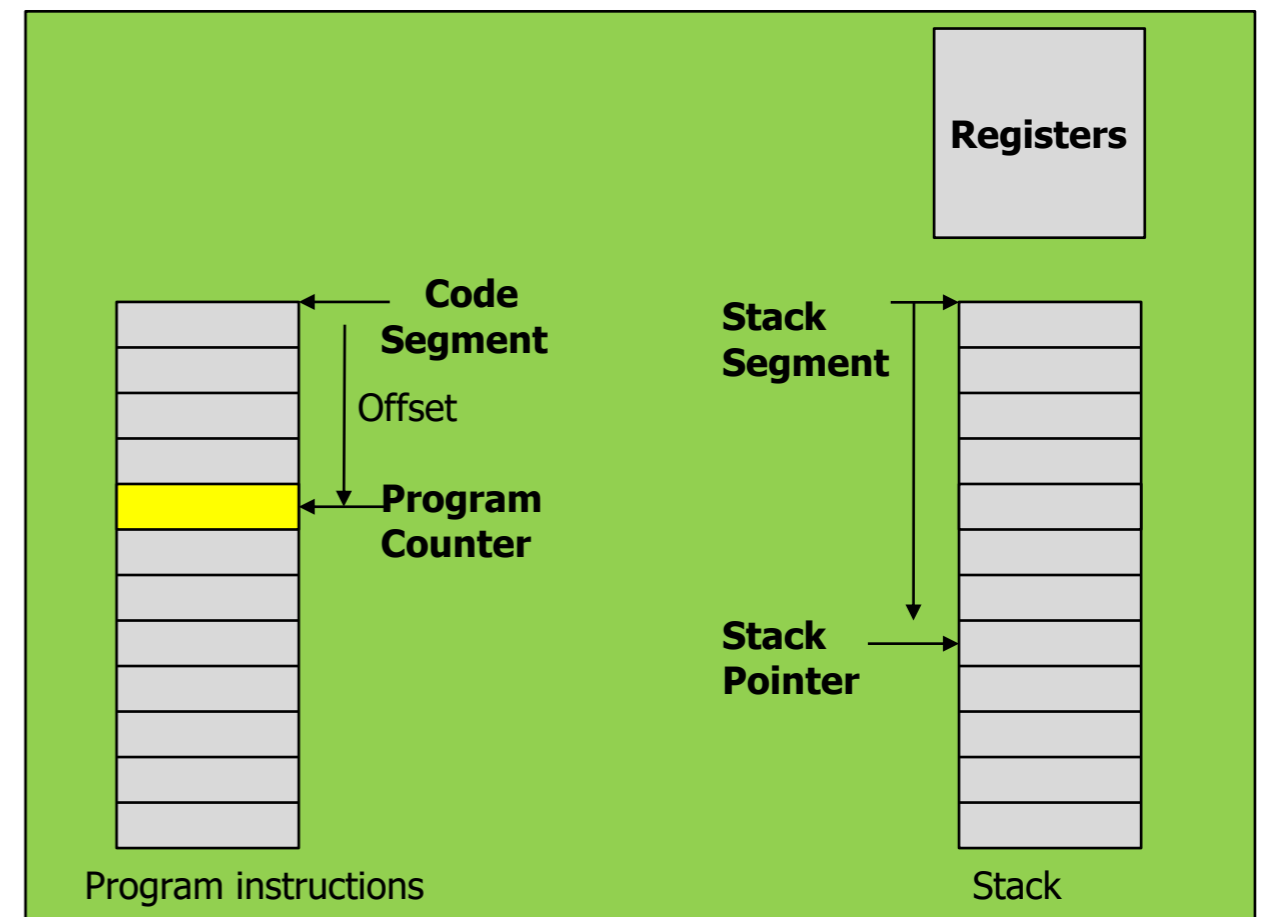 Registers
Code
Segment
Offset
Program
Counter
Stack
Segment
Stack
Pointer
Program instructions
Stack